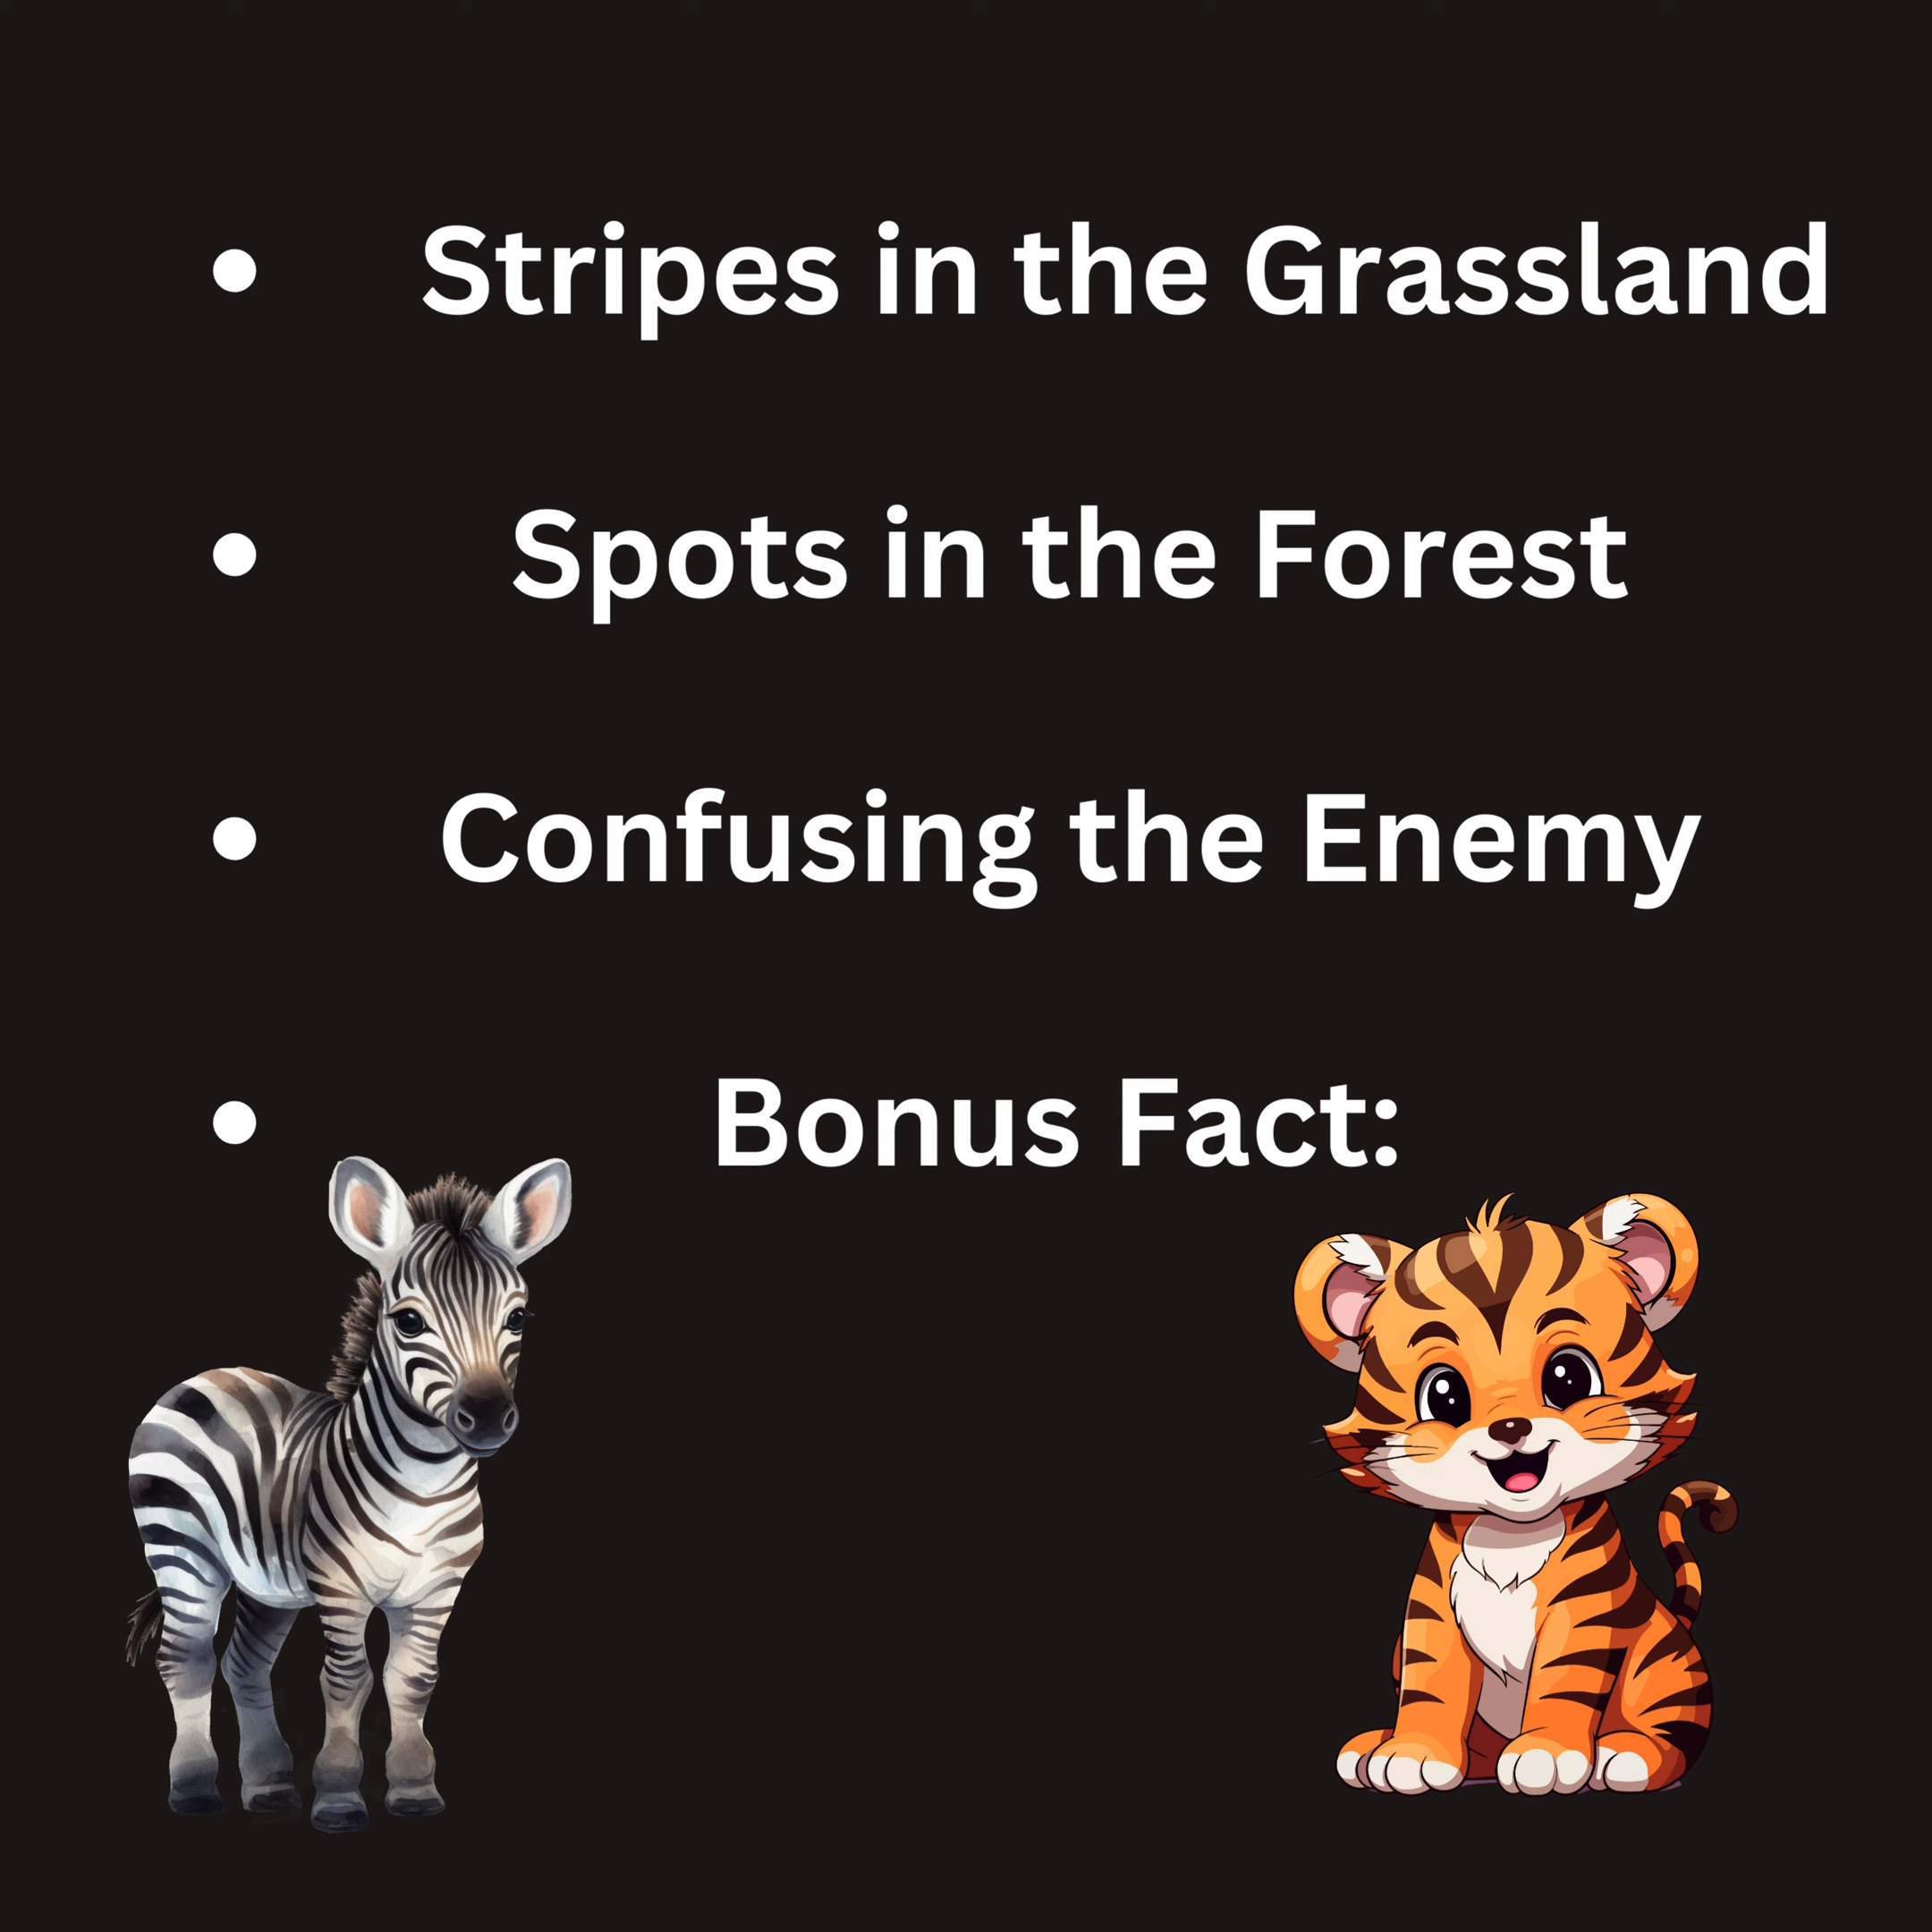 • Stripes in the Grassland
• Spots in the Forest
• Confusing the Enemy
• Bonus Fact: